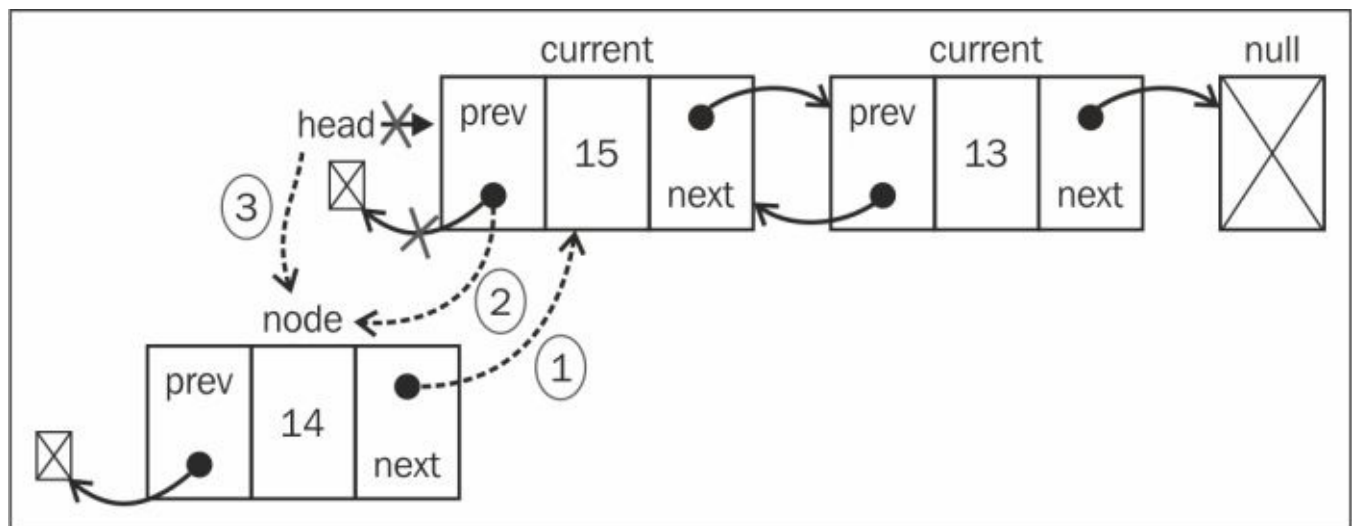 current current null
head prev prev
15 13
next next
3
2
node
1
prev
14
next